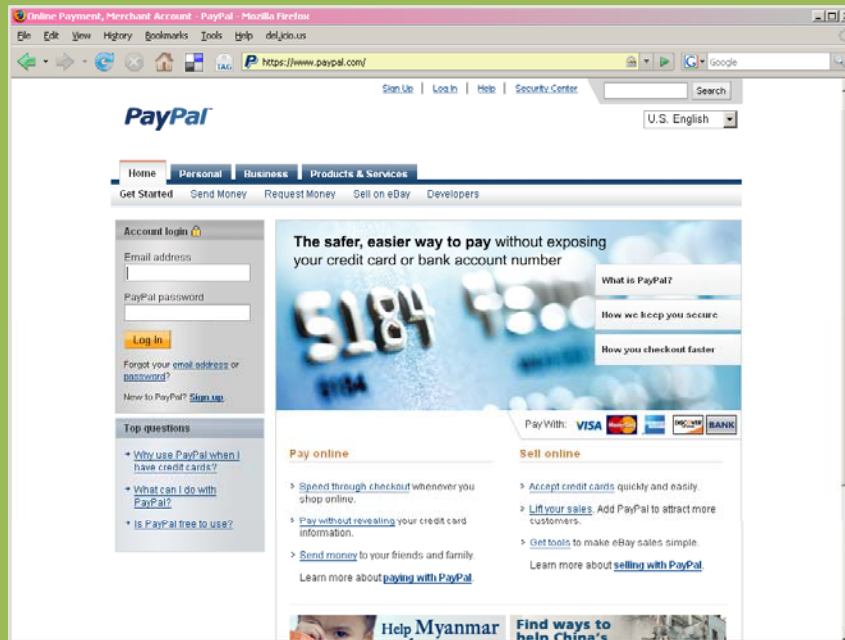 Online Payment, Merchant Account - PayPal - Mozilla Firefox
File Edit View History Bookmarks Tools Help del.icio.us
TAG
P https://www.paypal.com/
G Google
Sign Up | Log In | Help | Security Center
Search
PayPal
U.S. English
Home Personal Business Products & Services
Get Started Send Money Request Money Sell on eBay Developers
Account login
Email address
PayPal password
Log In
Forgot your email address or
password?
New to PayPal? Sign up.
Top questions
Why use PayPal when I
have credit cards?
What can I do with
PayPal?
Is PayPal free to use?
The safer, easier way to pay without exposing
your credit card or bank account number
5184
5184
What is PayPal?
How we keep you secure
How you checkout faster
Pay With: VISA MasterCard DISCOVER BANK
Pay online
Speed through checkout whenever you
shop online.
Pay without revealing your credit card
information.
Send money to your friends and family.
Learn more about paying with PayPal.
Sell online
Accept credit cards quickly and easily.
Lift your sales. Add PayPal to attract more
customers.
Get tools to make eBay sales simple.
Learn more about selling with PayPal.
Help Myanmar
Find ways to
help China's